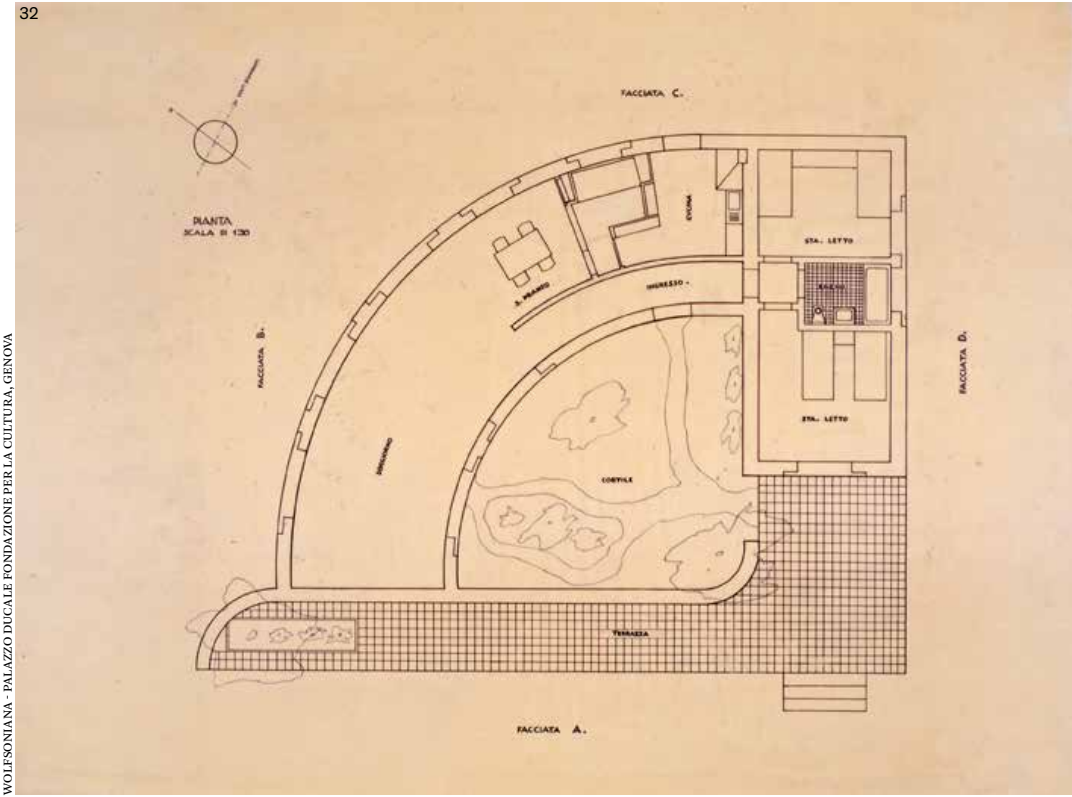 32
FACCIATA C.
PIANTA
SCALA DI 1:50
CUCINA
STA. LETTO
S. PRANZO
INGRESSO.
BAGNO
FACCIATA B.
FACCIATA D.
SOGGIORNO
STA. LETTO
CORTILE
TERRAZZA
FACCIATA A.
WOLFSONIANA - PALAZZO DUCALE FONDAZIONE PER LA CULTURA, GENOVA